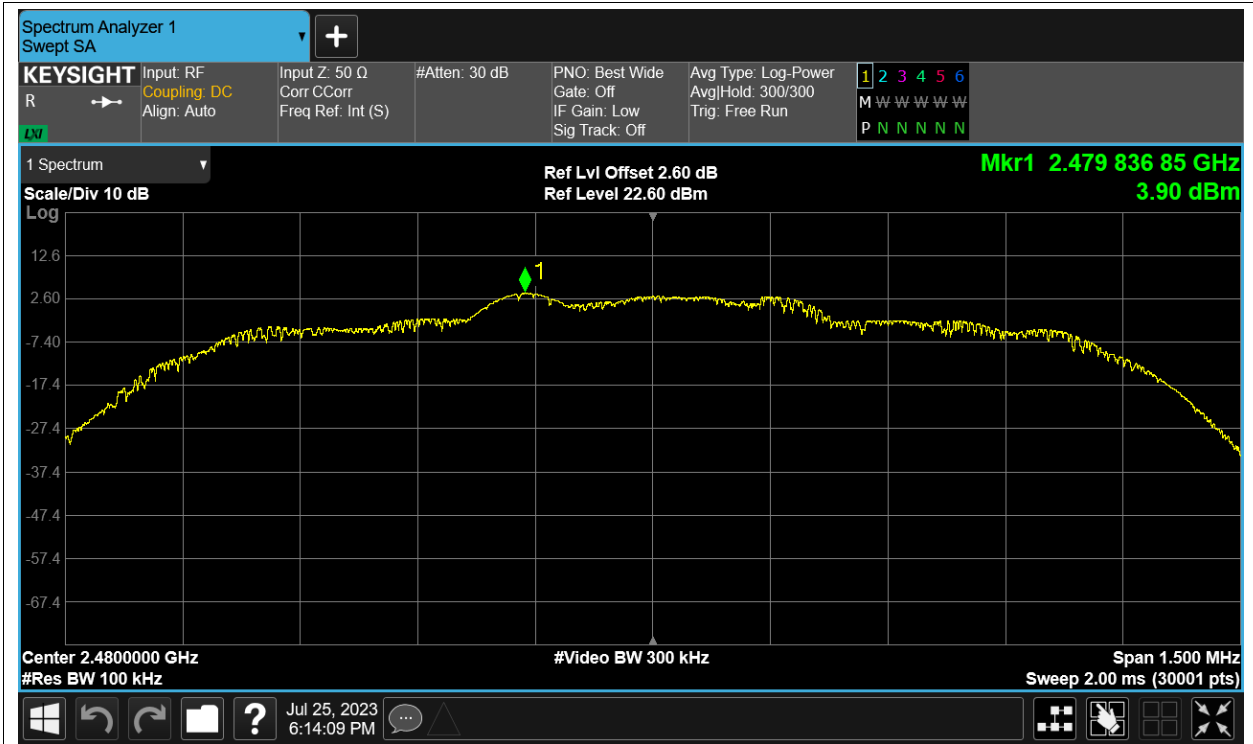 Spectrum Analyzer 1
Swept SA
KEYSIGHT
R
LXI
Input: RF
Coupling: DC
Align: Auto
Input Z: 50 Ω
Corr CCorr
Freq Ref: Int (S)
#Atten: 30 dB
PNO: Best Wide
Gate: Off
IF Gain: Low
Sig Track: Off
Avg Type: Log-Power
Avg|Hold: 300/300
Trig: Free Run
1 2 3 4 5 6
M W W W W W
P N N N N N
1 Spectrum
Scale/Div 10 dB
Ref Lvl Offset 2.60 dB
Ref Level 22.60 dBm
Mkr1 2.479 836 85 GHz
3.90 dBm
Log
12.6
2.60
-7.40
-17.4
-27.4
-37.4
-47.4
-57.4
-67.4
1
Center 2.4800000 GHz
#Res BW 100 kHz
#Video BW 300 kHz
Span 1.500 MHz
Sweep 2.00 ms (30001 pts)
?
Jul 25, 2023
6:14:09 PM